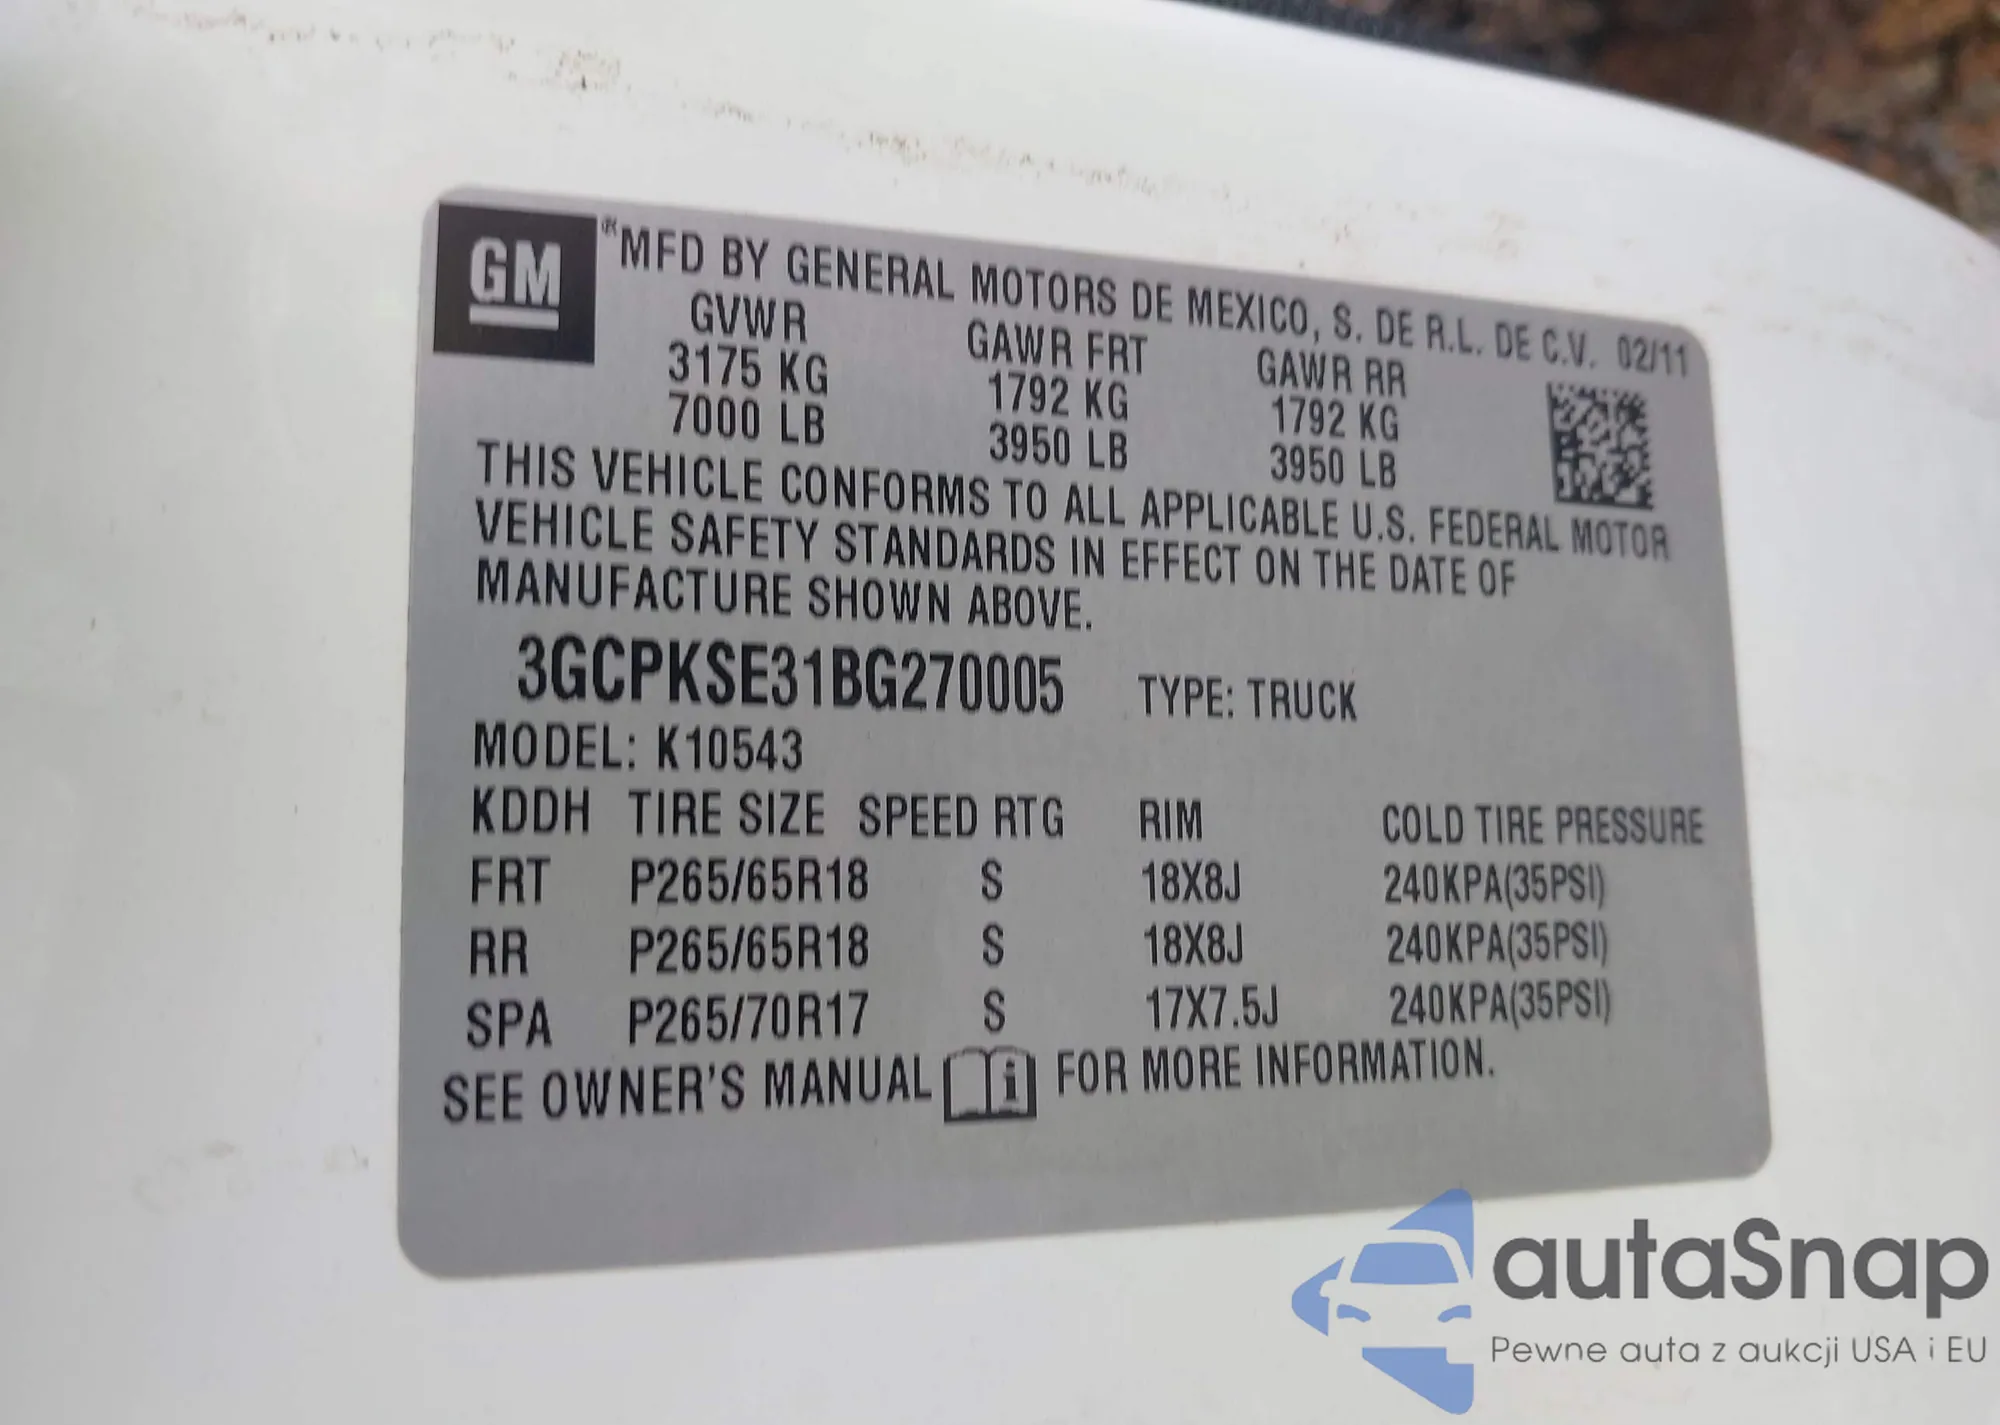 GM
®MFD BY GENERAL MOTORS DE MEXICO, S. DE R.L. DE C.V. 02/11
GVWR GAWR FRT GAWR RR
3175 KG 1792 KG 1792 KG
7000 LB 3950 LB 3950 LB
THIS VEHICLE CONFORMS TO ALL APPLICABLE U.S. FEDERAL MOTOR
VEHICLE SAFETY STANDARDS IN EFFECT ON THE DATE OF
MANUFACTURE SHOWN ABOVE.
3GCPKSE31BG270005 TYPE: TRUCK
MODEL: K10543
KDDH TIRE SIZE SPEED RTG RIM COLD TIRE PRESSURE
FRT P265/65R18 S 18X8J 240KPA(35PSI)
RR P265/65R18 S 18X8J 240KPA(35PSI)
SPA P265/70R17 S 17X7.5J 240KPA(35PSI)
SEE OWNER'S MANUAL i FOR MORE INFORMATION.
autaSnap
Pewne auta z aukcji USA i EU